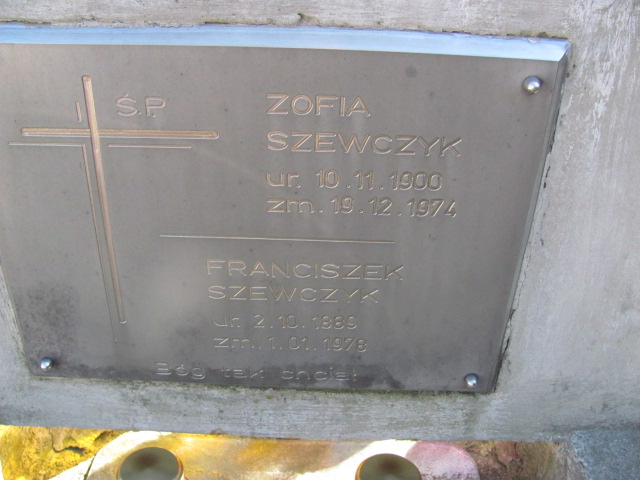 Ś.P.
ZOFIA
SZEWCZYK
ur. 10.11.1900
zm. 19.12.1974
FRANCISZEK
SZEWCZYK
ur. 2.10.1889
zm. 1.01.1978
Bóg tak chciał